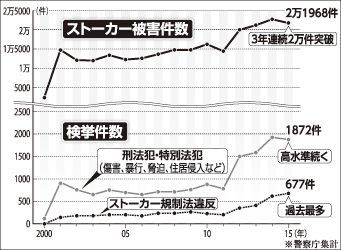 2万5000(件)
ストーカー被害件数
2万1968件
3年連続2万件突破
2万
1万5千
1万
5000
2500
検挙件数
2000
1500
1000
500
0
刑法犯・特別法犯
(傷害、暴行、脅迫、住居侵入など)
ストーカー規制法違反
1872件
高水準続く
677件
過去最多
2000
05
10
15(年)
※警察庁集計